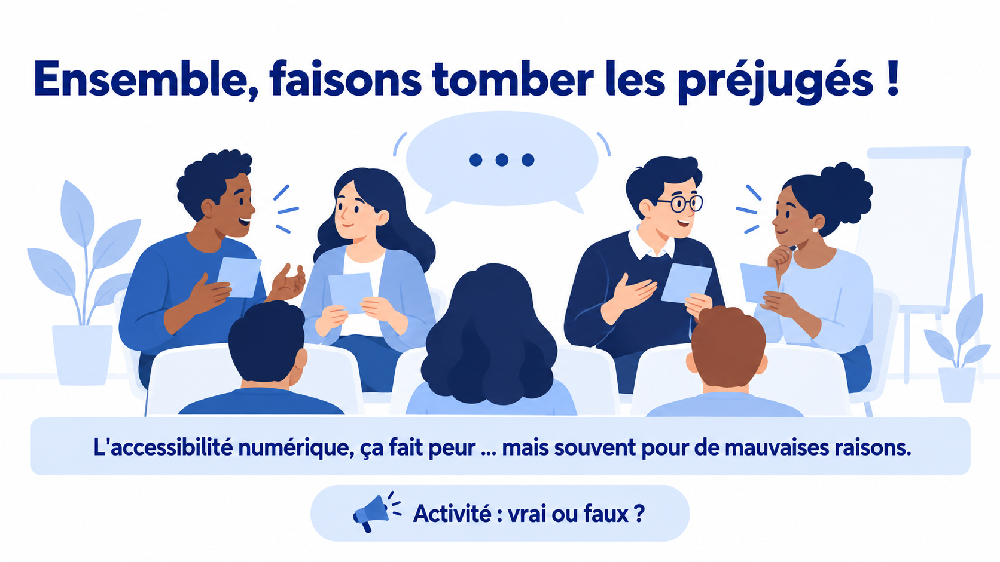 Ensemble, faisons tomber les préjugés !
L'accessibilité numérique, ça fait peur ... mais souvent pour de mauvaises raisons.
Activité : vrai ou faux ?